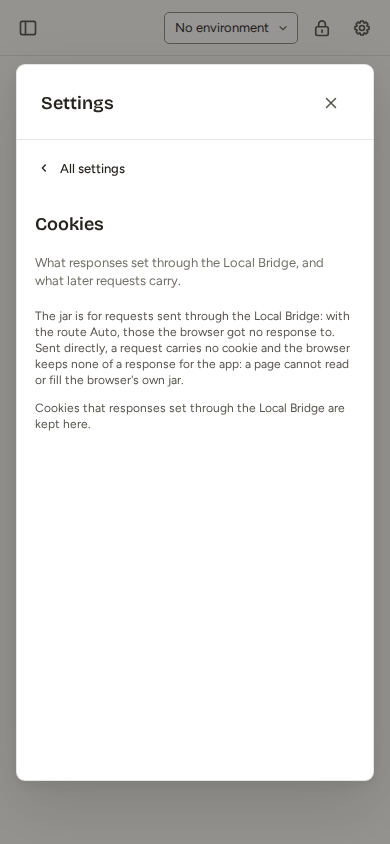 No environment
Settings
All settings
Cookies
What responses set through the Local Bridge, and
what later requests carry.
The jar is for requests sent through the Local Bridge: with
the route Auto, those the browser got no response to.
Sent directly, a request carries no cookie and the browser
keeps none of a response for the app: a page cannot read
or fill the browser's own jar.
Cookies that responses set through the Local Bridge are
kept here.